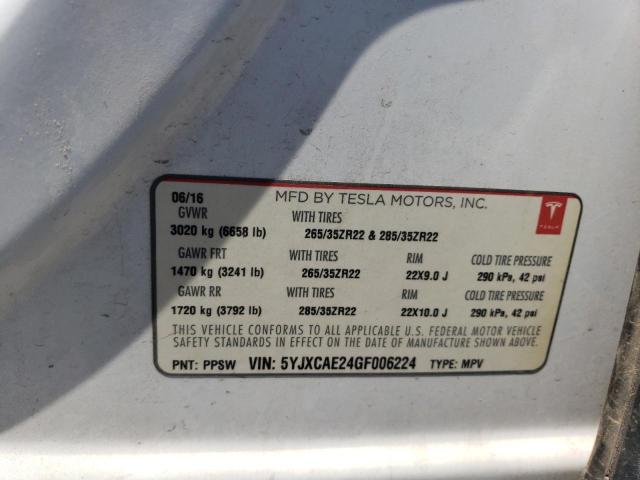 06/16 MFD BY TESLA MOTORS, INC.
TESLA
GVWR WITH TIRES
3020 kg (6658 lb) 265/35ZR22 & 285/35ZR22
GAWR FRT WITH TIRES RIM COLD TIRE PRESSURE
1470 kg (3241 lb) 265/35ZR22 22X9.0 J 290 kPa, 42 psi
GAWR RR WITH TIRES RIM COLD TIRE PRESSURE
1720 kg (3792 lb) 285/35ZR22 22X10.0 J 290 kPa, 42 psi
THIS VEHICLE CONFORMS TO ALL APPLICABLE U.S. FEDERAL MOTOR VEHICLE
SAFETY STANDARDS IN EFFECT ON THE DATE OF MANUFACTURE SHOWN ABOVE.
PNT: PPSW VIN: 5YJXCAE24GF006224 TYPE: MPV